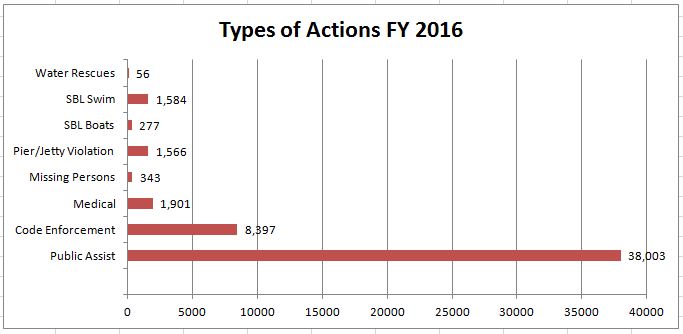 Types of Actions FY 2016
Water Rescues 56
SBL Swim 1,584
SBL Boats 277
Pier/Jetty Violation 1,566
Missing Persons 343
Medical 1,901
Code Enforcement 8,397
Public Assist 38,003
0 5000 10000 15000 20000 25000 30000 35000 40000